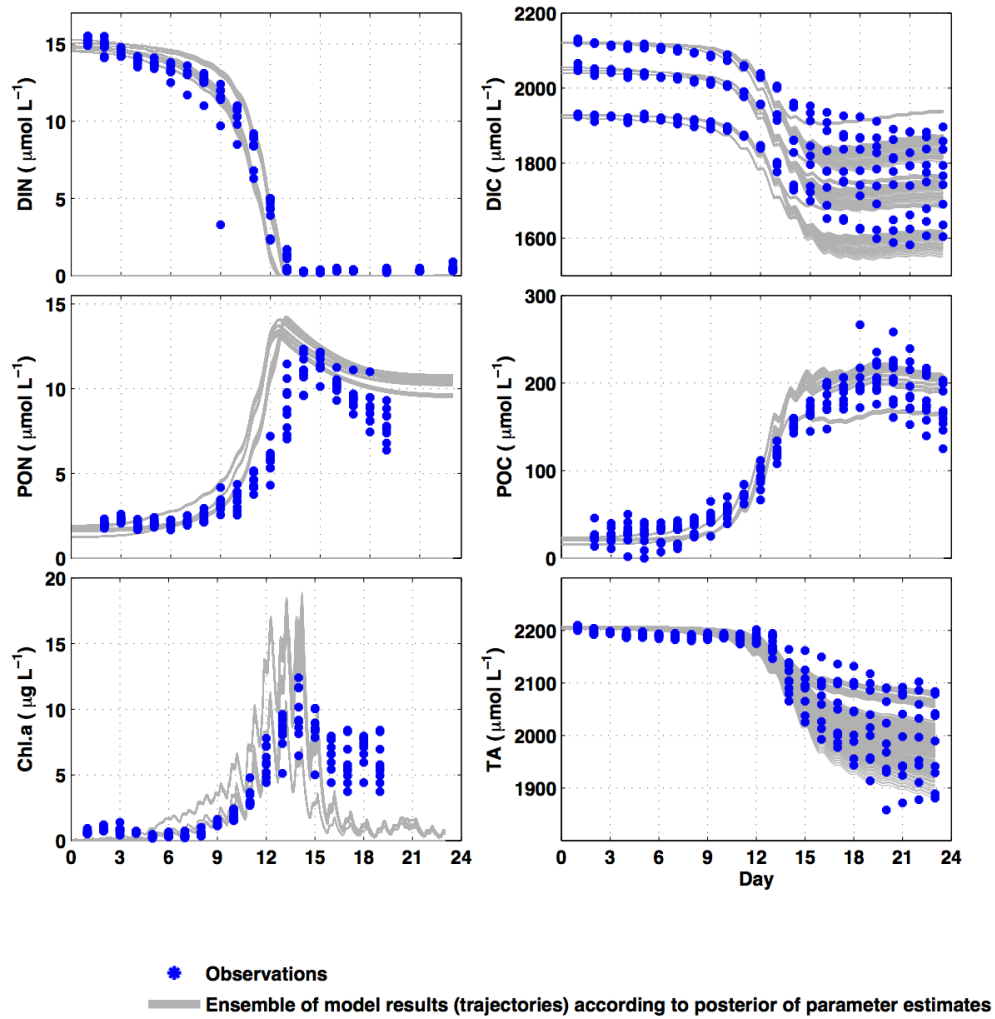 15
10
5
0
DIN ( μmol L−1)
2200
2000
1800
1600
DIC ( μmol L−1)
15
10
5
0
PON ( μmol L−1)
300
200
100
0
POC ( μmol L−1)
20
15
10
5
0
Chl.a ( μg L−1)
0 3 6 9 12 15 18 21 24
2200
2100
2000
1900
TA ( μmol L−1)
0 3 6 9 12 15 18 21 24
Day
Observations
Ensemble of model results (trajectories) according to posterior of parameter estimates